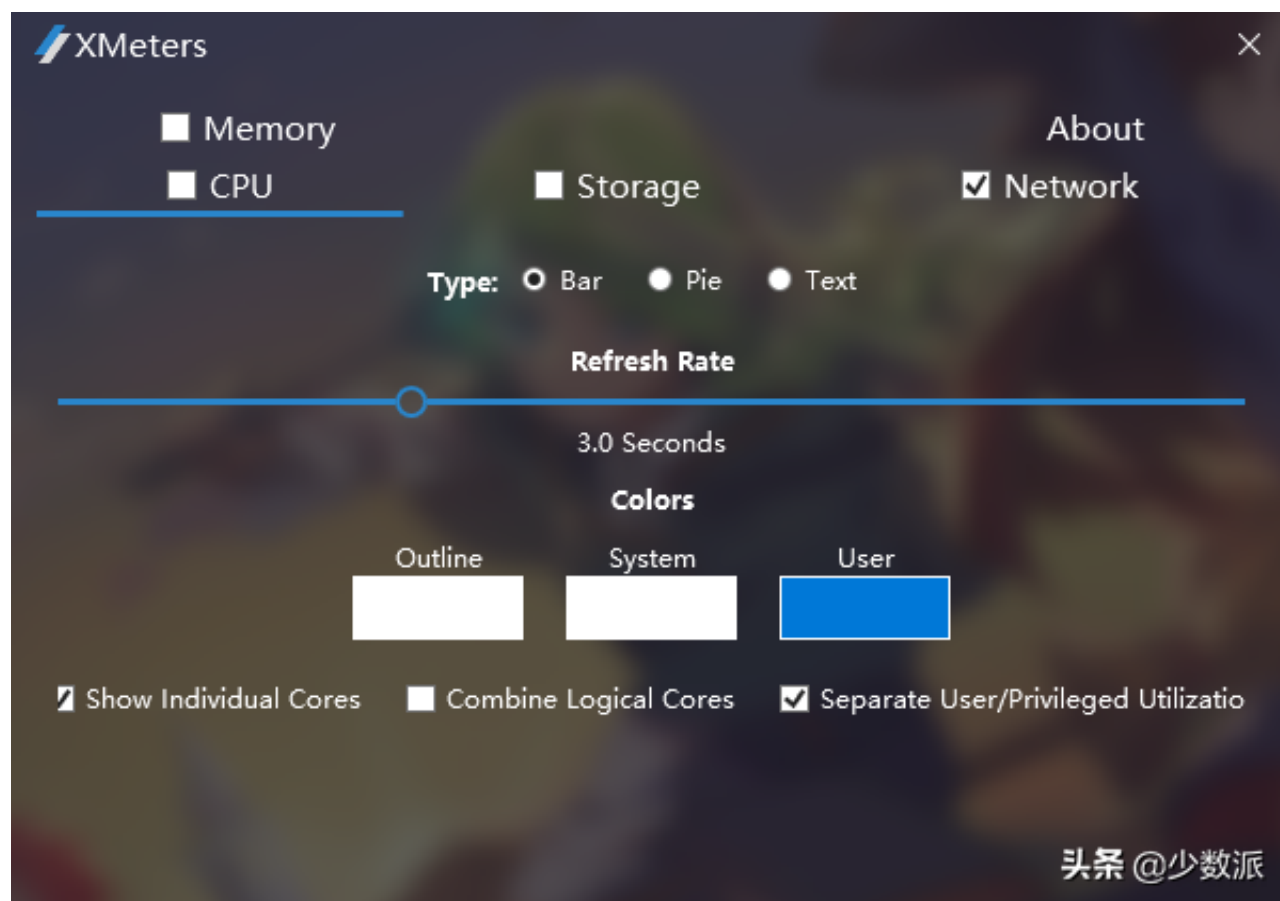 XMeters
Memory About
CPU Storage Network
Type: Bar Pie Text
Refresh Rate
3.0 Seconds
Colors
Outline System User
Show Individual Cores Combine Logical Cores Separate User/Privileged Utilizatio
头条 @少数派